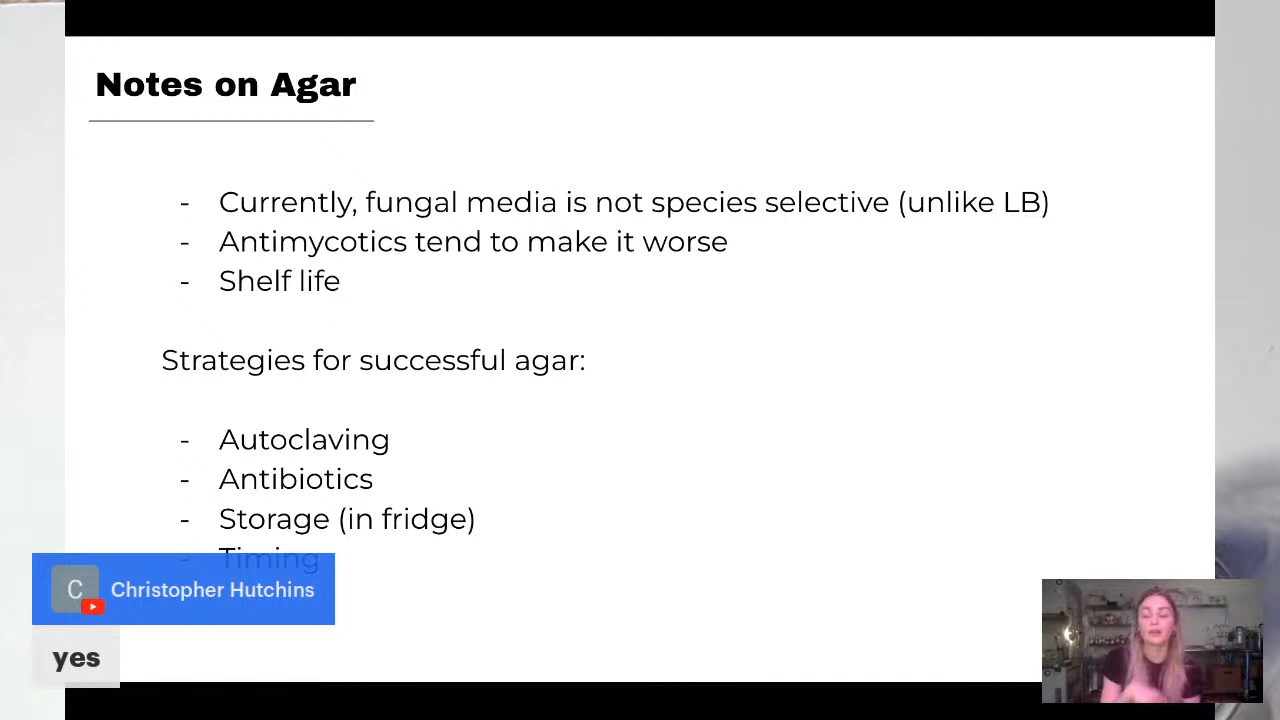 Notes on Agar
- Currently, fungal media is not species selective (unlike LB)
- Antimycotics tend to make it worse
- Shelf life
Strategies for successful agar:
- Autoclaving
- Antibiotics
- Storage (in fridge)
- Timing
C Christopher Hutchins
yes